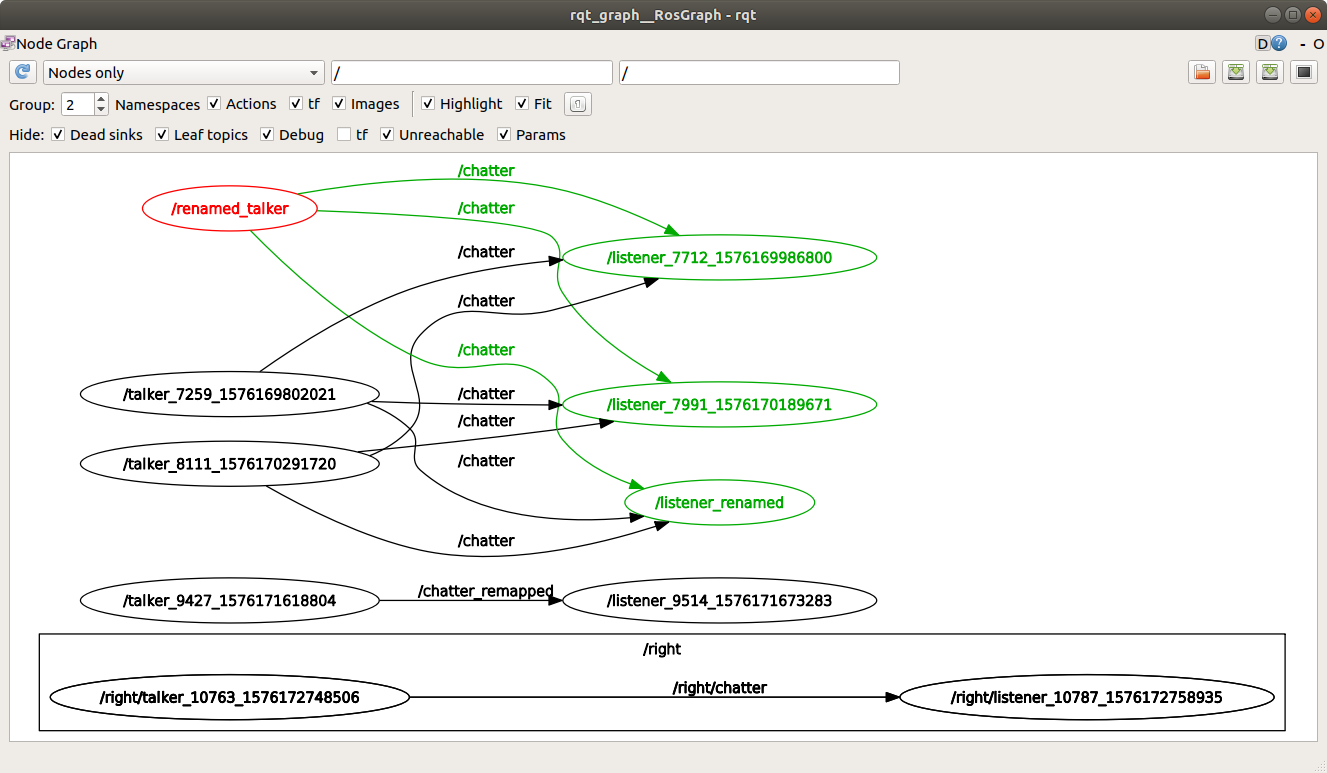 rqt_graph__RosGraph - rqt
Node Graph
D ? - O
Nodes only / /
Group: 2 Namespaces Actions tf Images Highlight Fit
Hide: Dead sinks Leaf topics Debug tf Unreachable Params
/chatter
/renamed_talker
/chatter
/chatter
/listener_7712_1576169986800
/chatter
/chatter
/talker_7259_1576169802021
/chatter
/listener_7991_1576170189671
/chatter
/talker_8111_1576170291720
/chatter
/listener_renamed
/chatter
/chatter_remapped
/talker_9427_1576171618804
/listener_9514_1576171673283
/right
/right/chatter
/right/talker_10763_1576172748506
/right/listener_10787_1576172758935